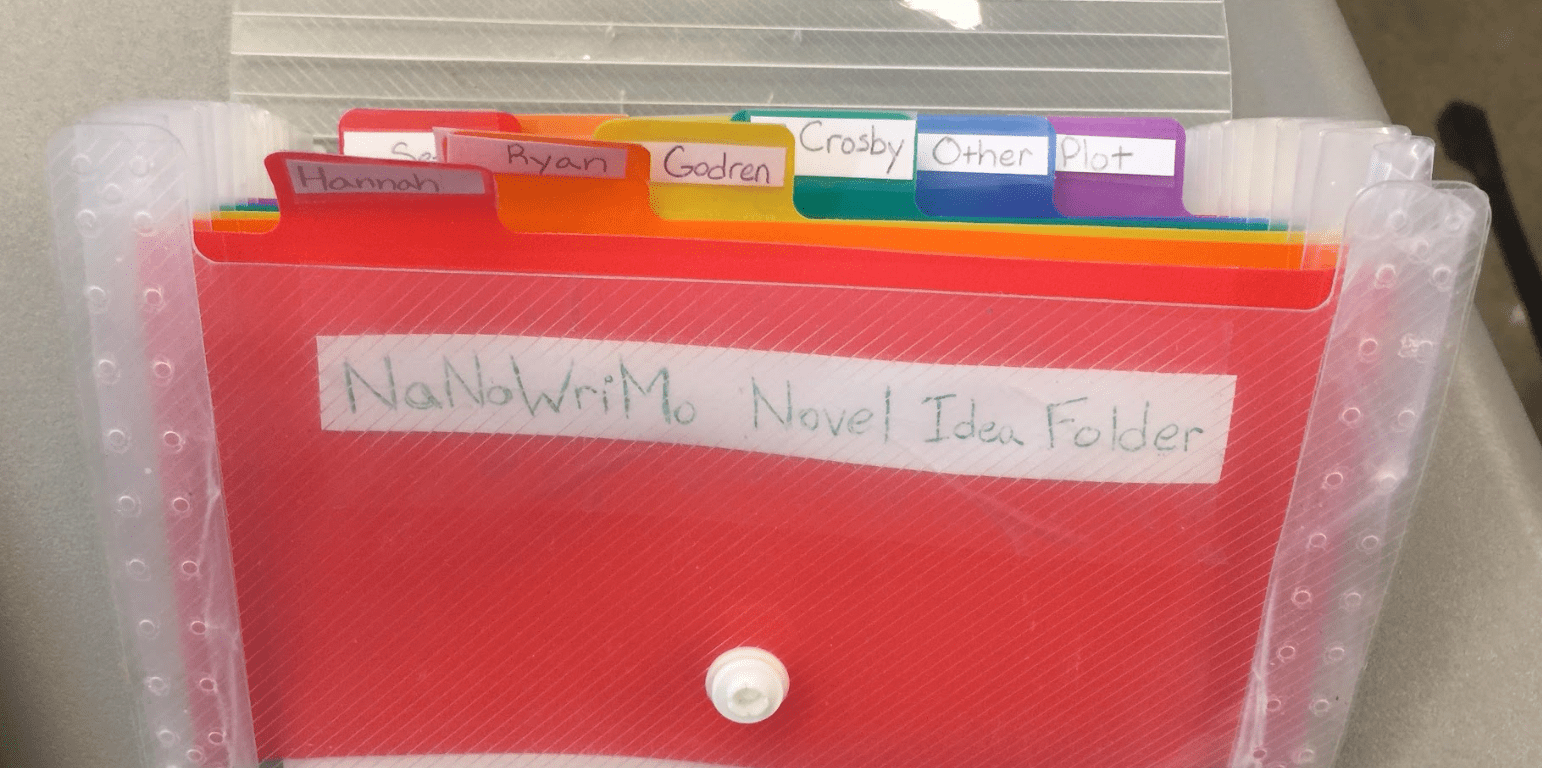 Ryan
Godren
Crosby
Other
Plot
Hannah
NaNoWriMo Novel Idea Folder